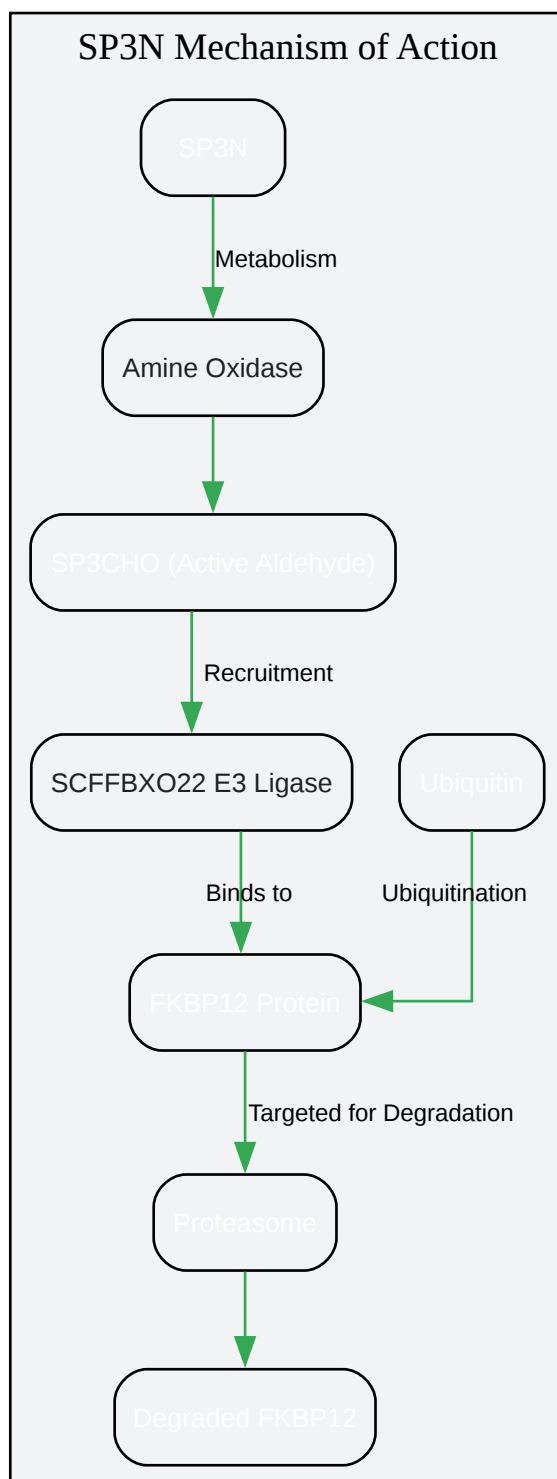 SP3N Mechanism of Action
SP3N
Metabolism
Amine Oxidase
SP3CHO (Active Aldehyde)
Recruitment
SCFFBXO22 E3 Ligase
Ubiquitin
Binds to
Ubiquitination
FKBP12 Protein
Targeted for Degradation
Proteasome
Degraded FKBP12